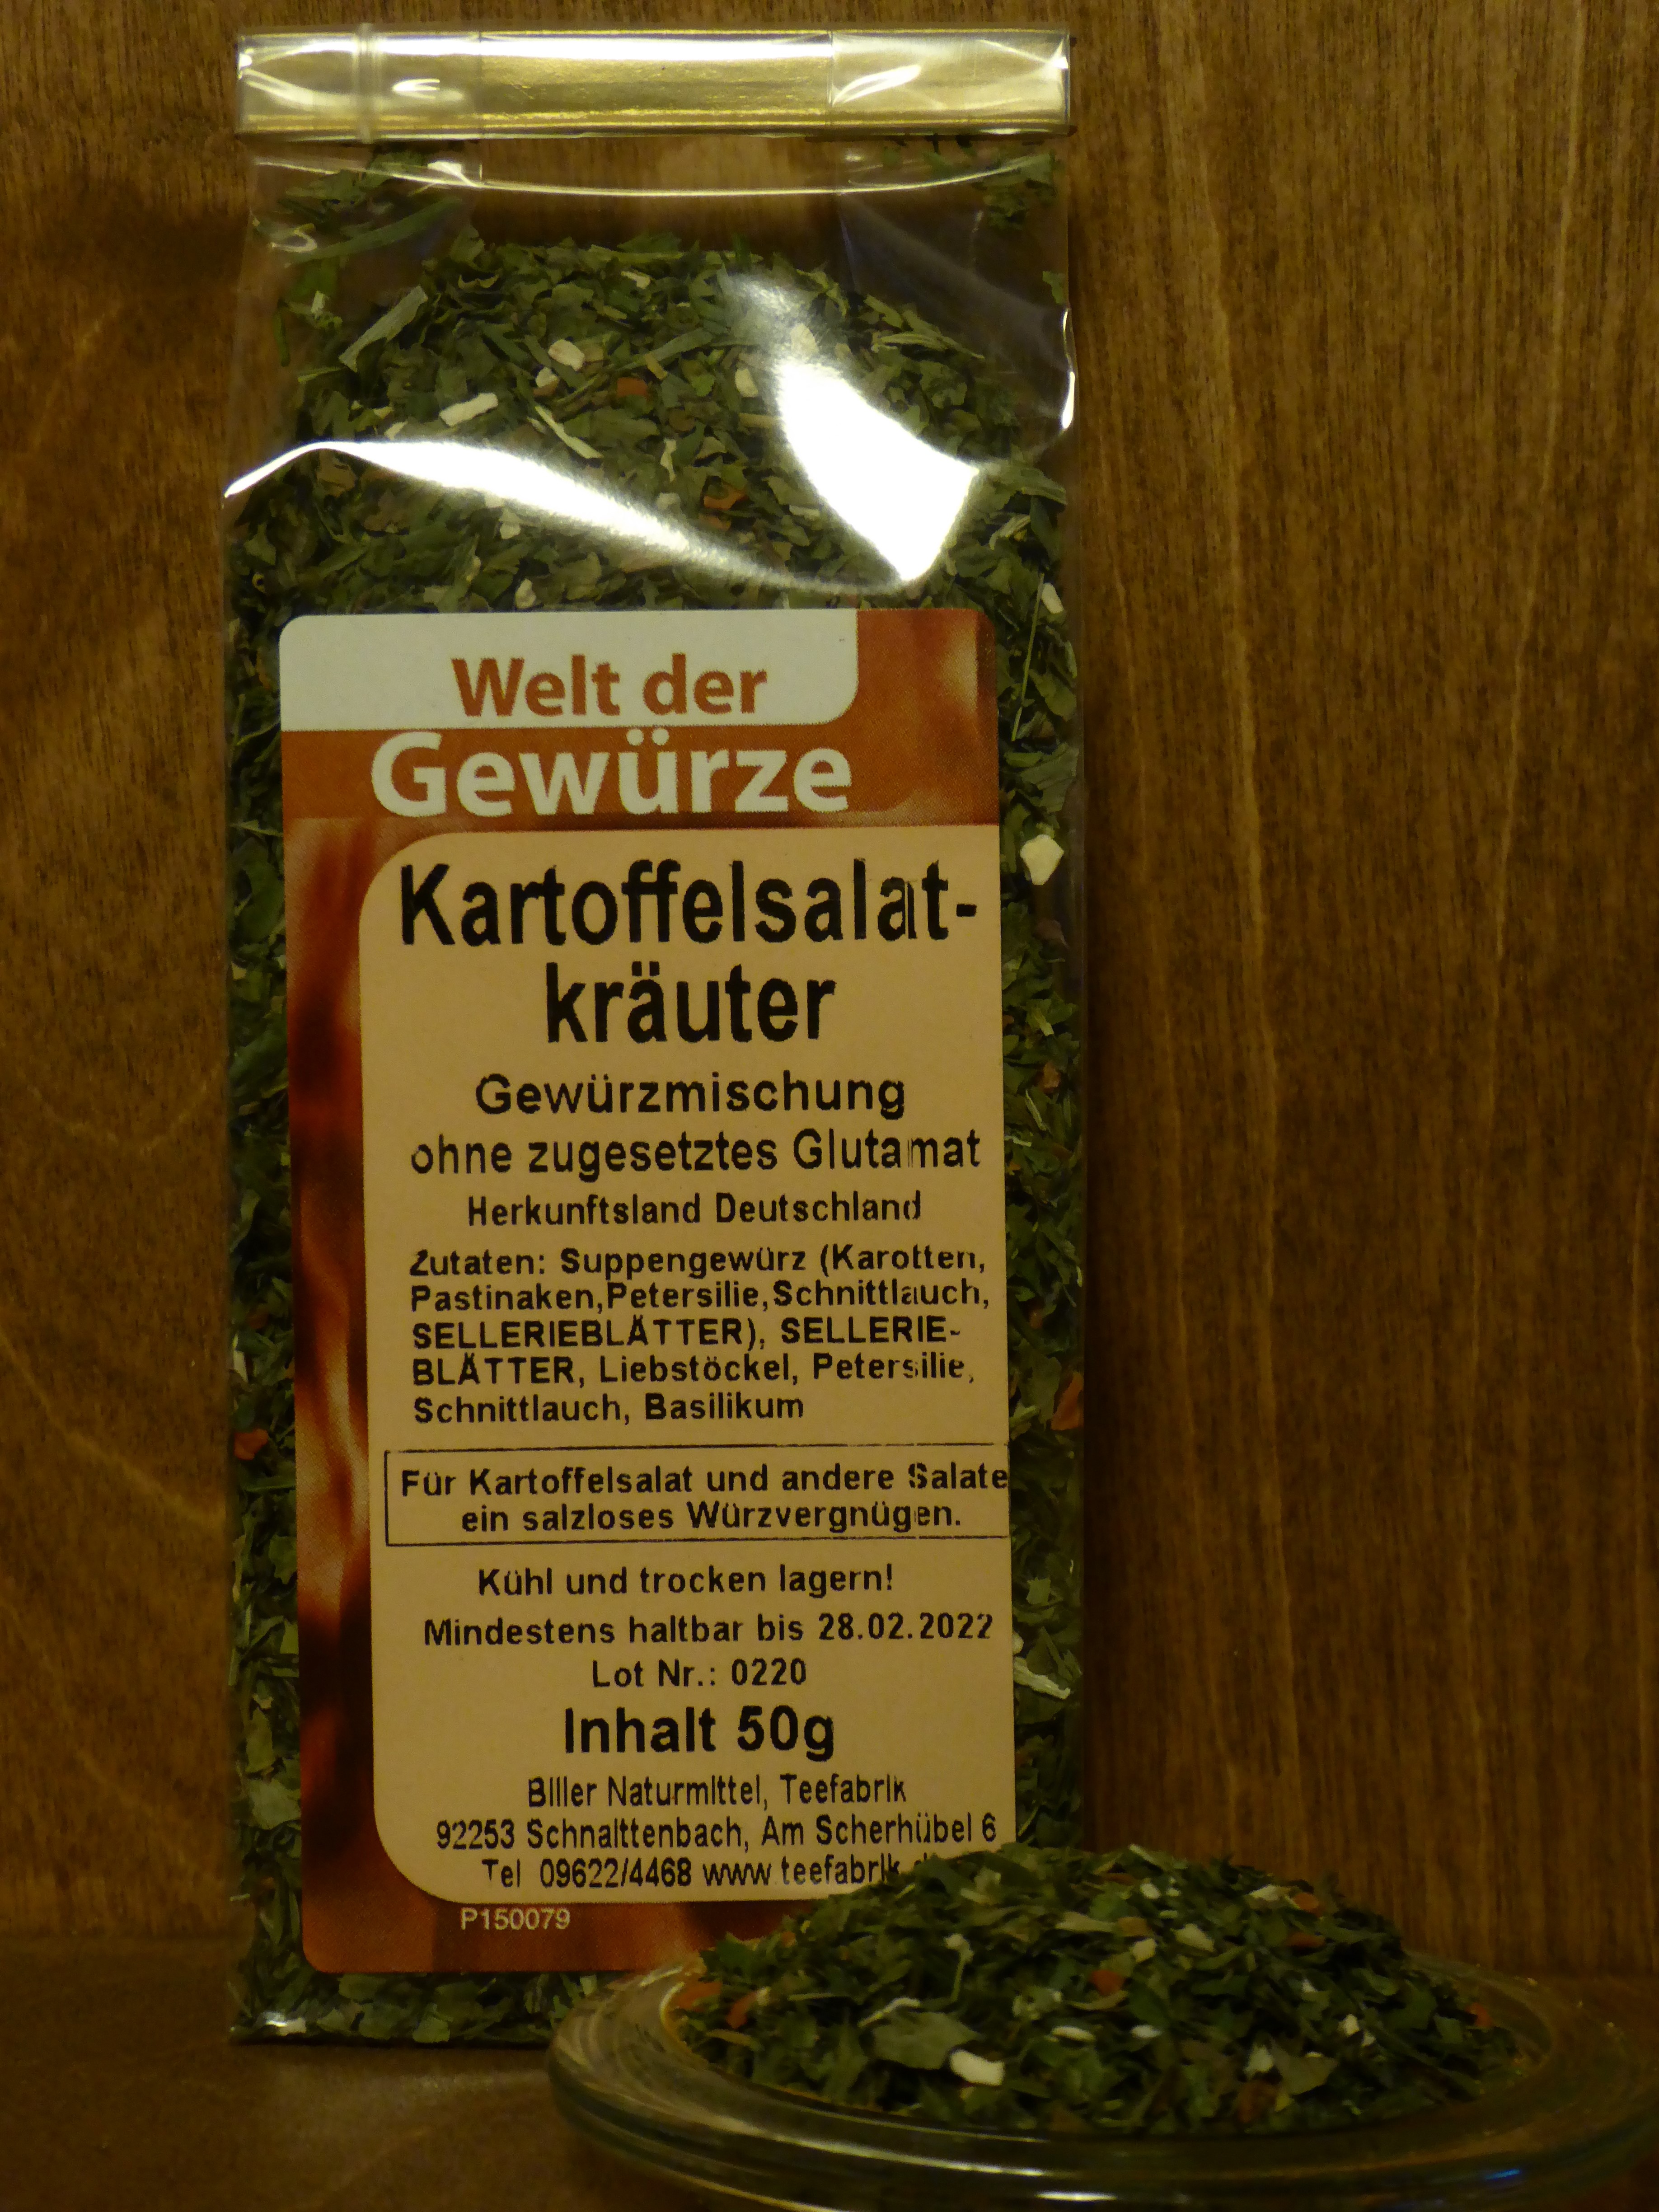 Welt der
Gewürze
Kartoffelsalat-
kräuter
Gewürzmischung
ohne zugesetztes Glutamat
Herkunftsland Deutschland
Zutaten: Suppengewürz (Karotten,
Pastinaken, Petersilie, Schnittlauch,
SELLERIEBLÄTTER), SELLERIE-
BLÄTTER, Liebstöckel, Petersilie,
Schnittlauch, Basilikum
Für Kartoffelsalat und andere Salate
ein salzloses Würzvergnügen.
Kühl und trocken lagern!
Mindestens haltbar bis 28.02.2022
Lot Nr.: 0220
Inhalt 50g
Biller Naturmittel, Teefabrik
92253 Schnaittenbach, Am Scherhübel 6
Tel 09622/4468 www.teefabrik.
P150079